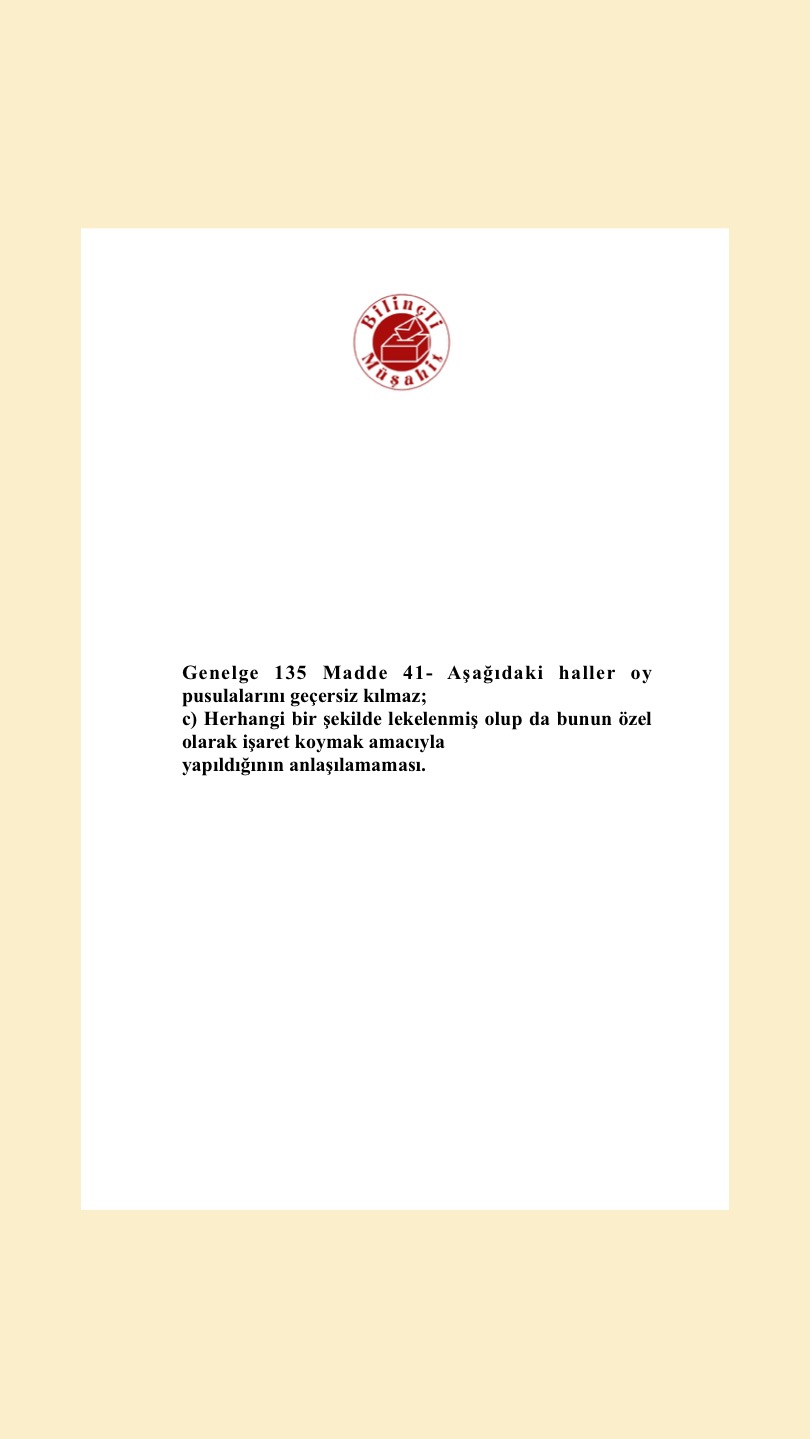 Bilinçli
Müşahit
Genelge 135 Madde 41- Aşağıdaki haller oy
pusulalarını geçersiz kılmaz;
c) Herhangi bir şekilde lekelenmiş olup da bunun özel
olarak işaret koymak amacıyla
yapıldığının anlaşılamaması.